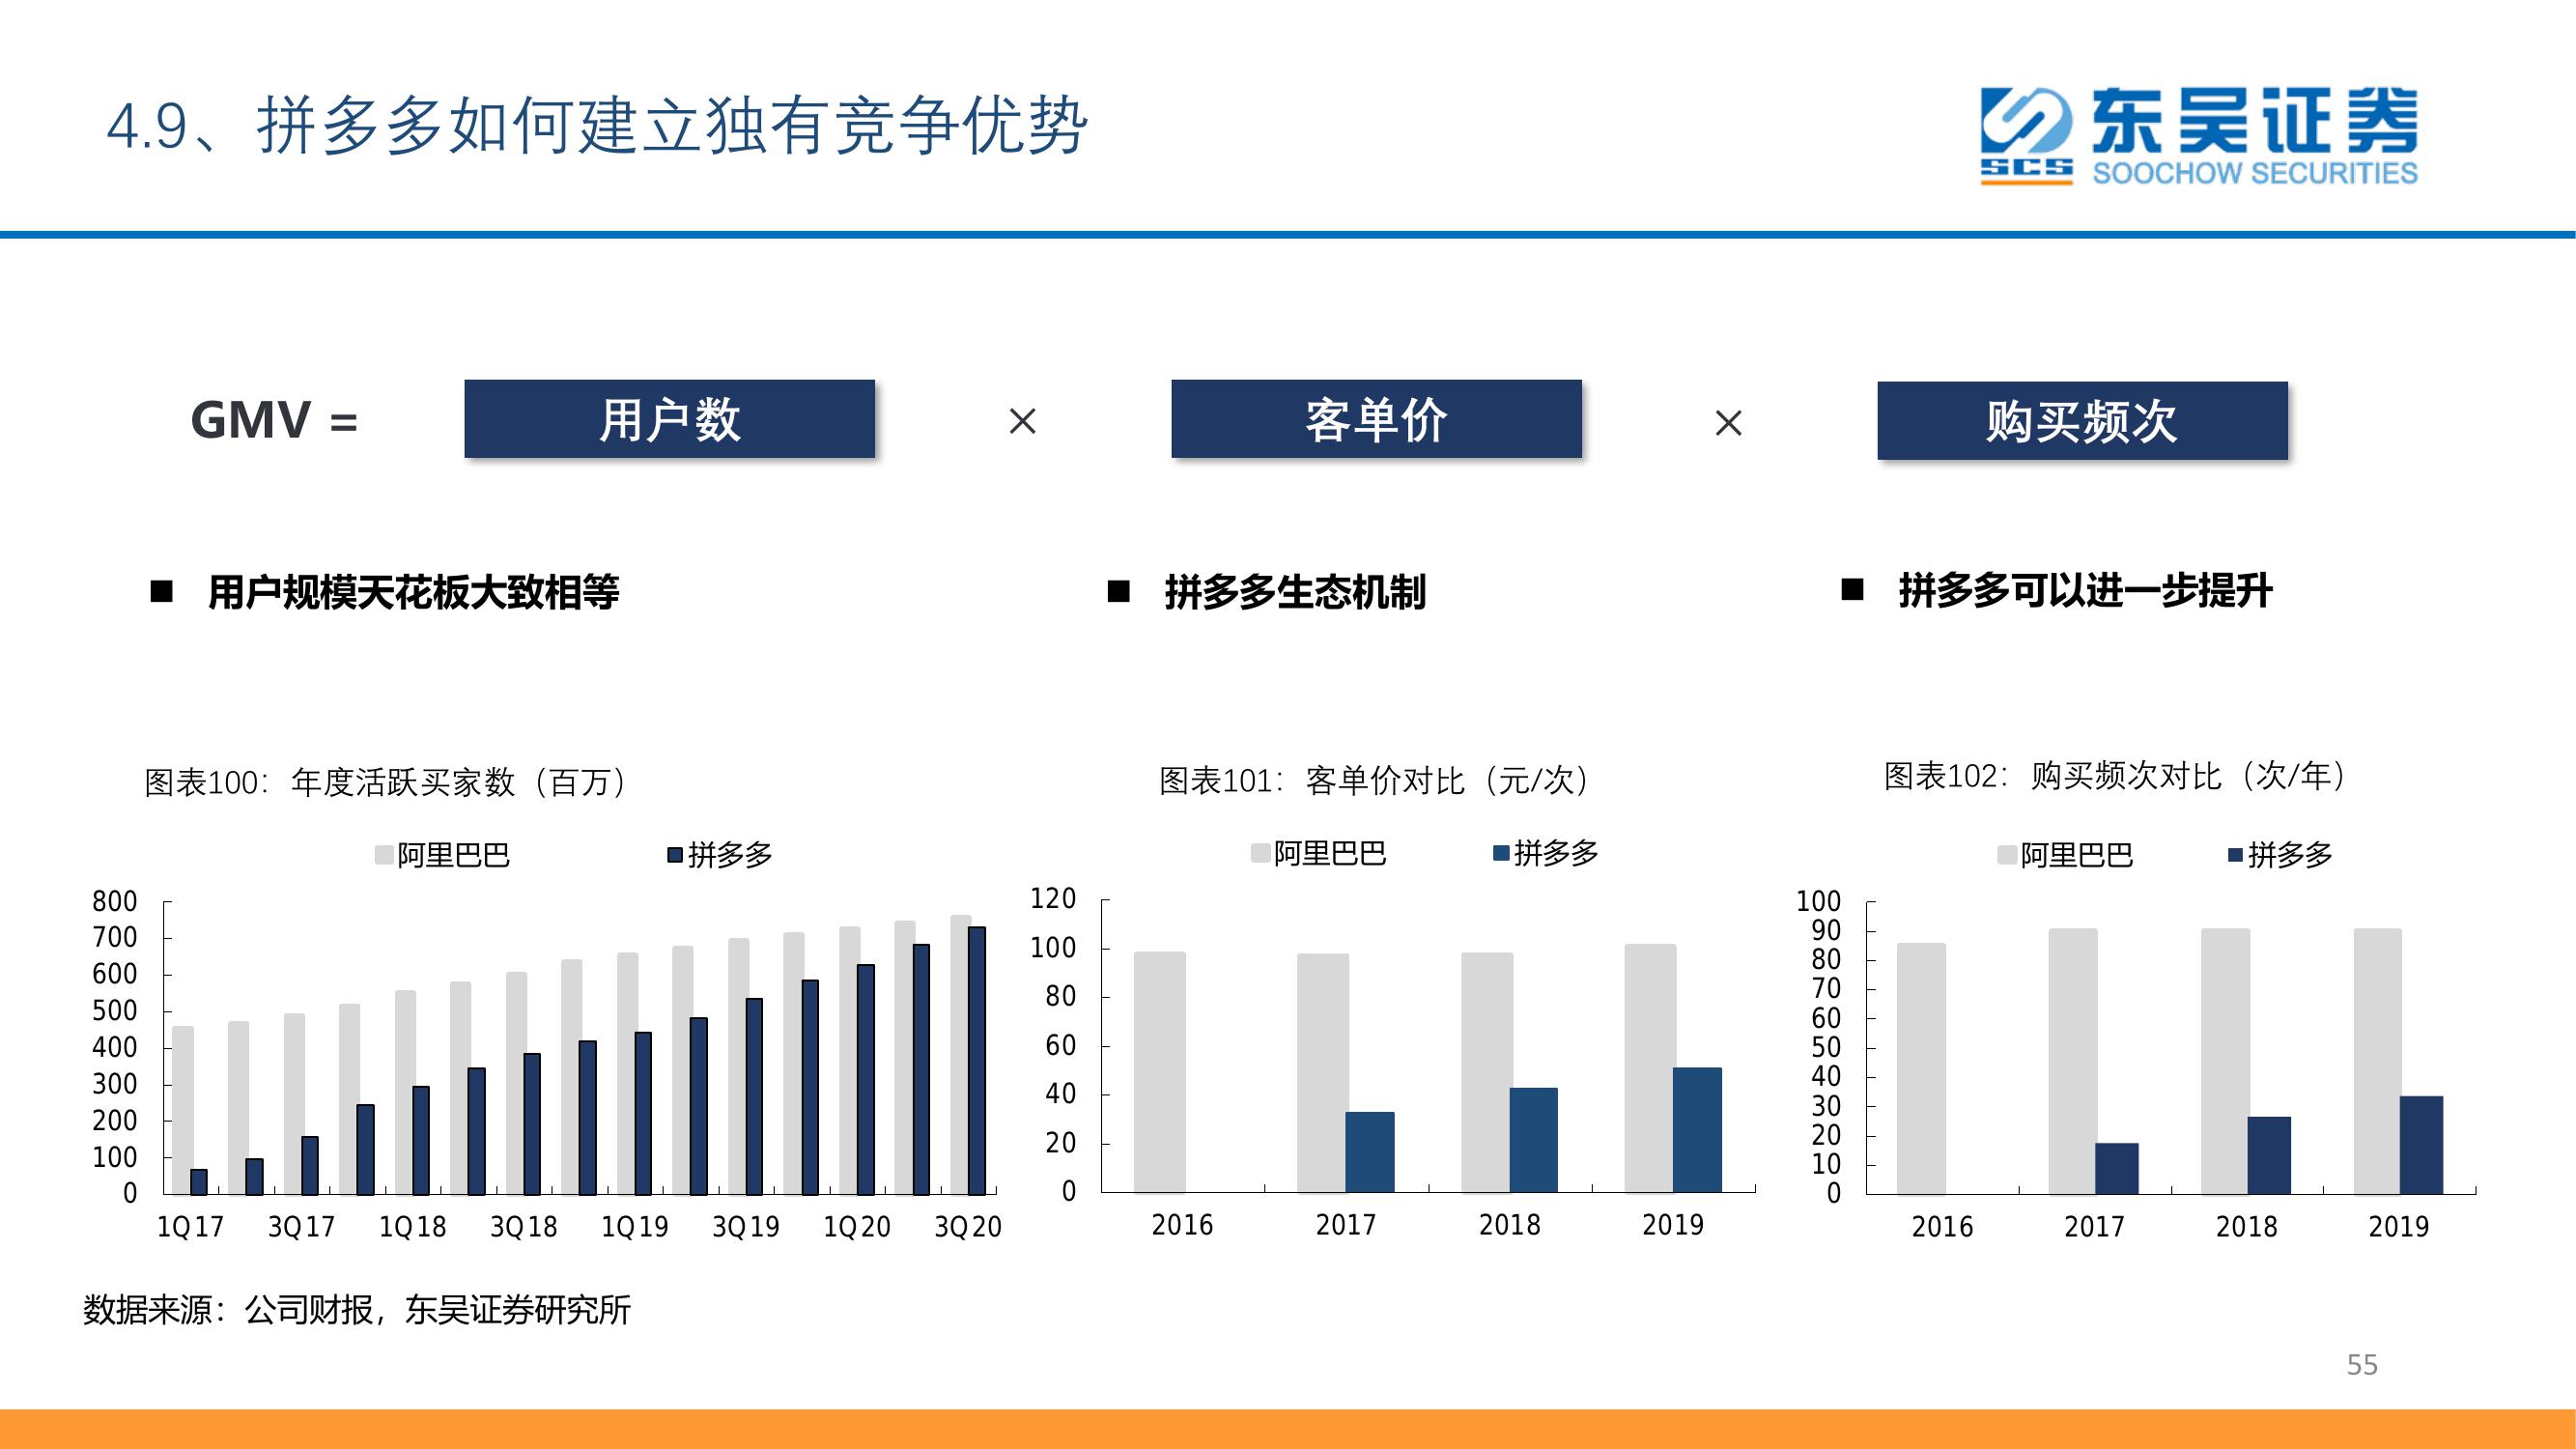 4.9、拼多多如何建立独有竞争优势
东吴证券
SCS
SOOCHOW SECURITIES
GMV =
用户数
×
客单价
×
购买频次
■ 用户规模天花板大致相等
■ 拼多多生态机制
■ 拼多多可以进一步提升
图表100：年度活跃买家数（百万）
阿里巴巴 拼多多
800
700
600
500
400
300
200
100
0
1Q17 3Q17 1Q18 3Q18 1Q19 3Q19 1Q20 3Q20
图表101：客单价对比（元/次）
阿里巴巴 拼多多
120
100
80
60
40
20
0
2016 2017 2018 2019
图表102：购买频次对比（次/年）
阿里巴巴 拼多多
100
90
80
70
60
50
40
30
20
10
0
2016 2017 2018 2019
数据来源：公司财报，东吴证券研究所
55